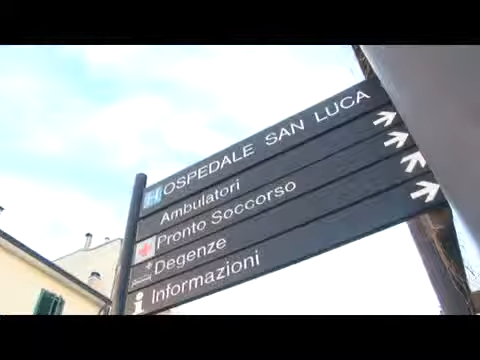 H OSPEDALE SAN LUCA
Ambulatori
Pronto Soccorso
Degenze
i Informazioni